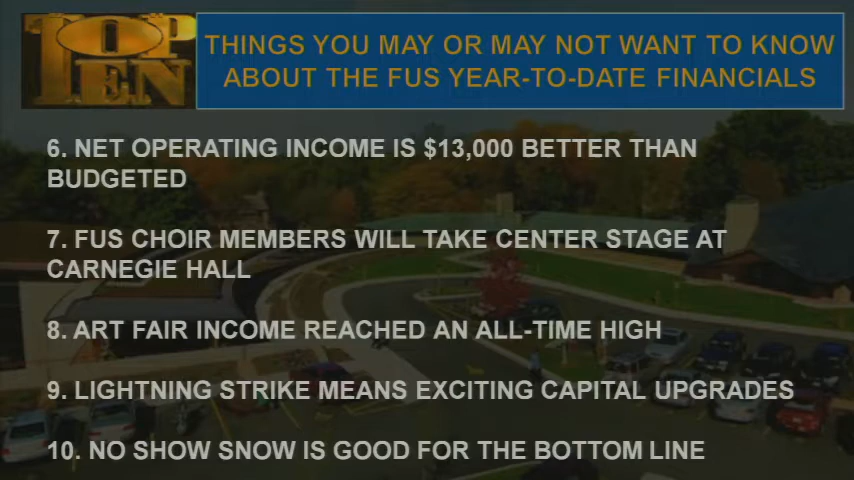 TOP
TEN
THINGS YOU MAY OR MAY NOT WANT TO KNOW
ABOUT THE FUS YEAR-TO-DATE FINANCIALS
6. NET OPERATING INCOME IS $13,000 BETTER THAN
BUDGETED
7. FUS CHOIR MEMBERS WILL TAKE CENTER STAGE AT
CARNEGIE HALL
8. ART FAIR INCOME REACHED AN ALL-TIME HIGH
9. LIGHTNING STRIKE MEANS EXCITING CAPITAL UPGRADES
10. NO SHOW SNOW IS GOOD FOR THE BOTTOM LINE